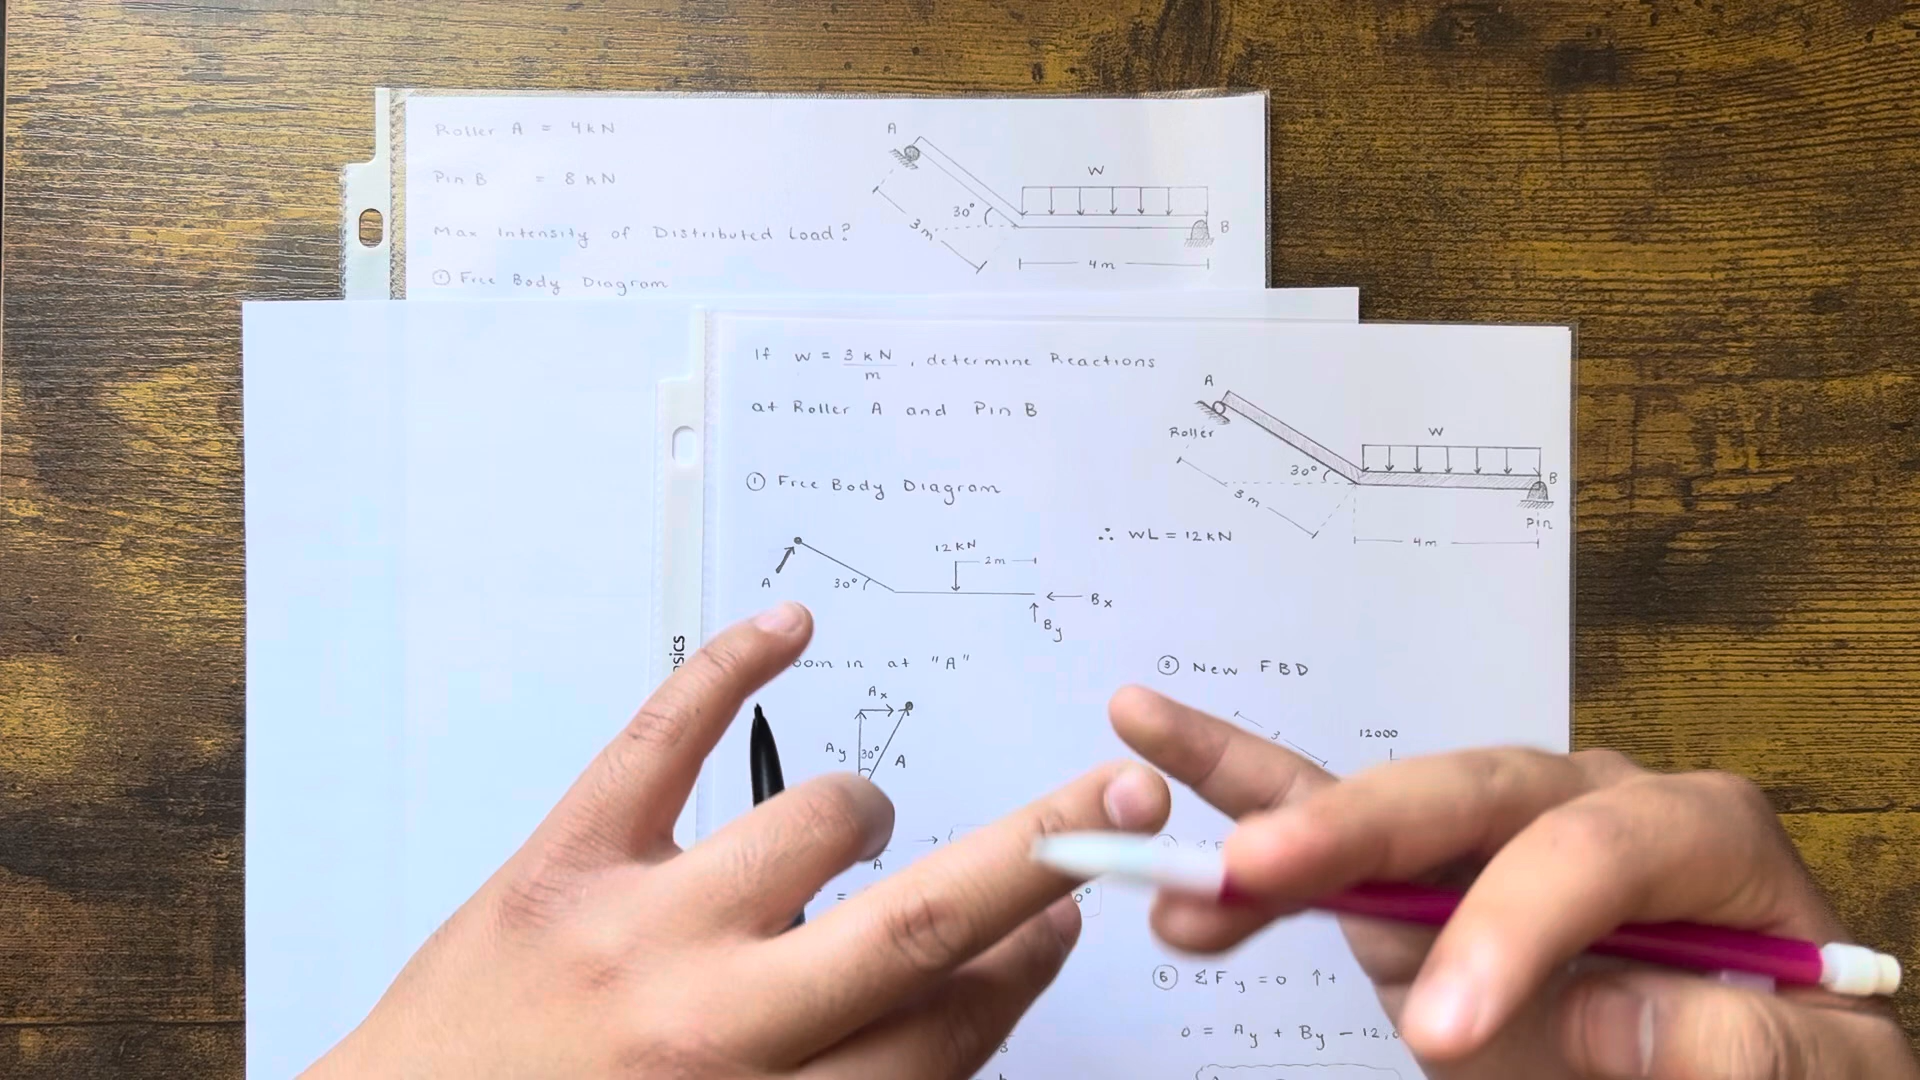 Roller A = 4 kN
Pin B = 8 kN
Max Intensity of Distributed Load?
① Free Body Diagram
A
W
30°
B
3 m
4 m
If w = 3 kN/m, determine Reactions
at Roller A and Pin B
A
Roller
W
30°
B
3 m
Pin
4 m
① Free Body Diagram
∴ WL = 12 kN
12 kN
2 m
A
30°
Bx
By
in at "A"
Ax
Ay
30°
A
A
=
③ New FBD
3
12000
⑤ ΣFy = 0 ↑+
0 = Ay + By −
sics